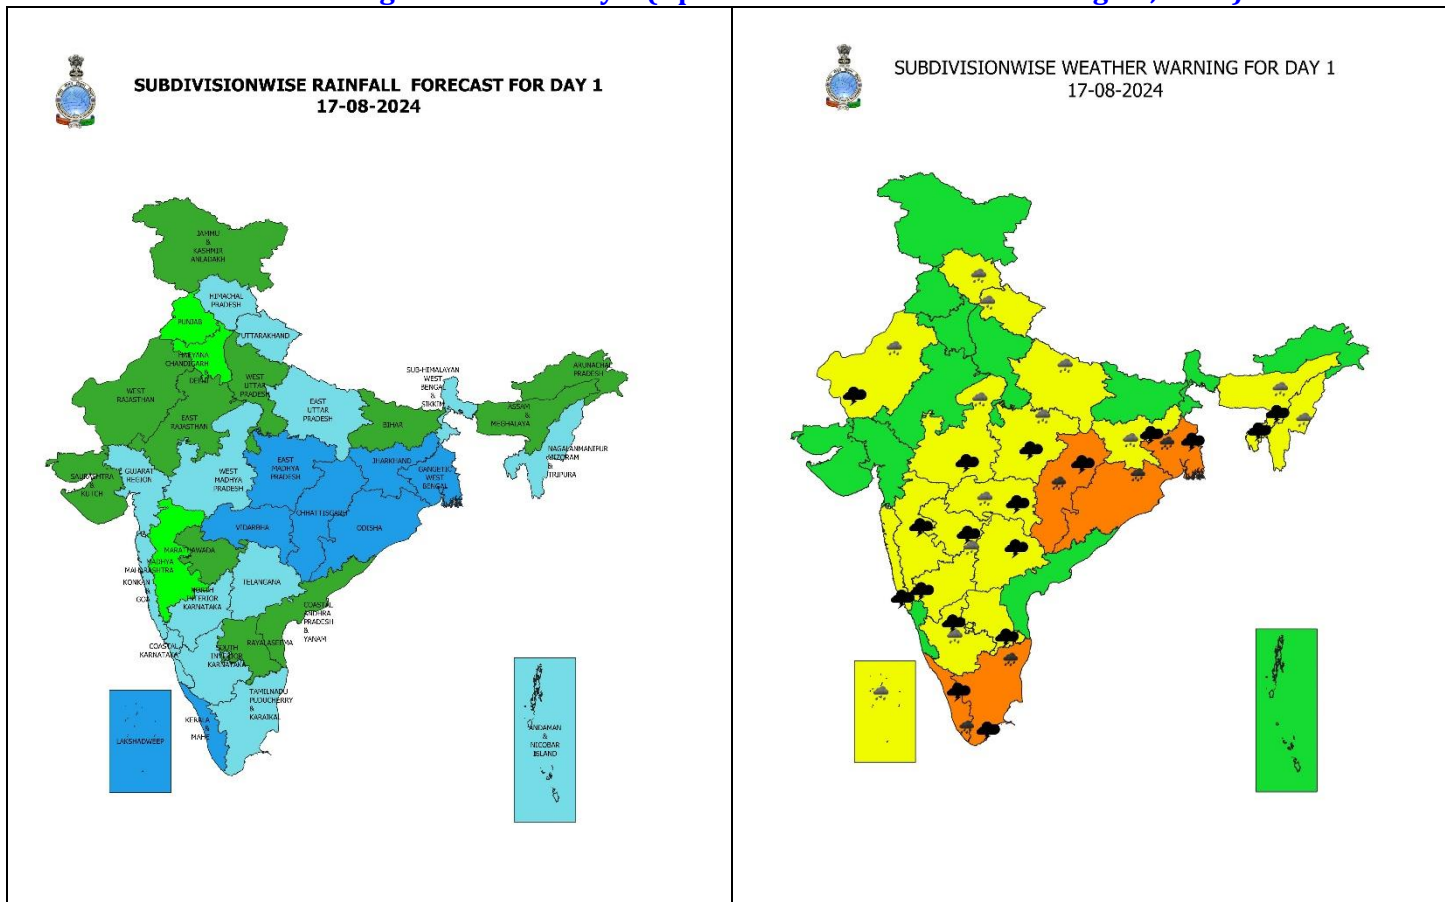 SUBDIVISIONWISE RAINFALL FORECAST FOR DAY 1
17-08-2024
JAMMU
&
KASHMIR
ANLADAKH
HIMACHAL
PRADESH
PUNJAB
UTTARAKHAND
HARYANA
CHANDIGARH
&
DELHI
WEST
UTTAR
PRADESH
WEST
RAJASTHAN
EAST
RAJASTHAN
EAST
UTTAR
PRADESH
BIHAR
SUB-HIMALAYAN
WEST
BENGAL
&
SIKKIM
ARUNACHAL
PRADESH
ASSAM
&
MEGHALAYA
NAGALANMANIPUR
MIZORAM
&
TRIPURA
SAURASHTRA
&
KUTCH
GUJARAT
REGION
WEST
MADHYA
PRADESH
EAST
MADHYA
PRADESH
JHARKHAND
GANGETIC
WEST
BENGAL
CHHATTISGARH
ODISHA
VIDARBHA
MARATHAWADA
MADHYA
MAHARASHTRA
KONKAN
&
GOA
NORTH
INTERIOR
KARNATAKA
TELANGANA
COASTAL
ANDHRA
PRADESH
&
YANAM
RAYALASEEMA
COASTAL
KARNATAKA
SOUTH
INTERIOR
KARNATAKA
TAMILNADU
PUDUCHERRY
&
KARAIKAL
KERALA
&
MAHE
LAKSHADWEEP
ANDAMAN
&
NICOBAR
ISLAND
SUBDIVISIONWISE WEATHER WARNING FOR DAY 1
17-08-2024